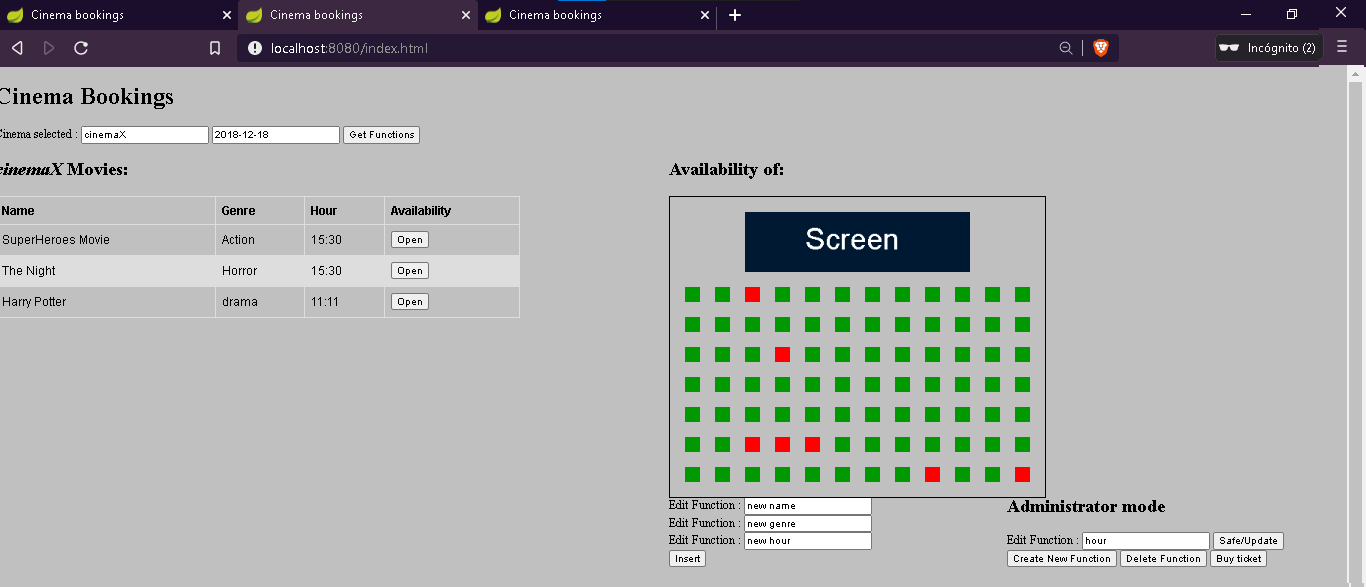 Cinema bookings Cinema bookings Cinema bookings
localhost:8080/index.html Incógnito (2)
Cinema Bookings
Cinema selected : cinemaX 2018-12-18 Get Functions
cinemaX Movies:
Name Genre Hour Availability
SuperHeroes Movie Action 15:30 Open
The Night Horror 15:30 Open
Harry Potter drama 11:11 Open
Availability of:
Screen
Edit Function : new name
Edit Function : new genre
Edit Function : new hour
Insert
Administrator mode
Edit Function : hour Safe/Update
Create New Function Delete Function Buy ticket